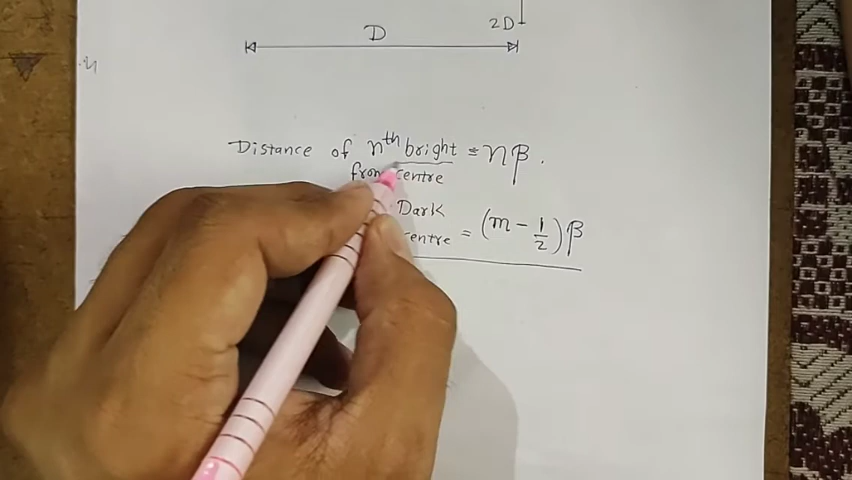 2D
D
Distance of nth bright = nβ.
from centre
Dark
centre = (m - 1/2) β